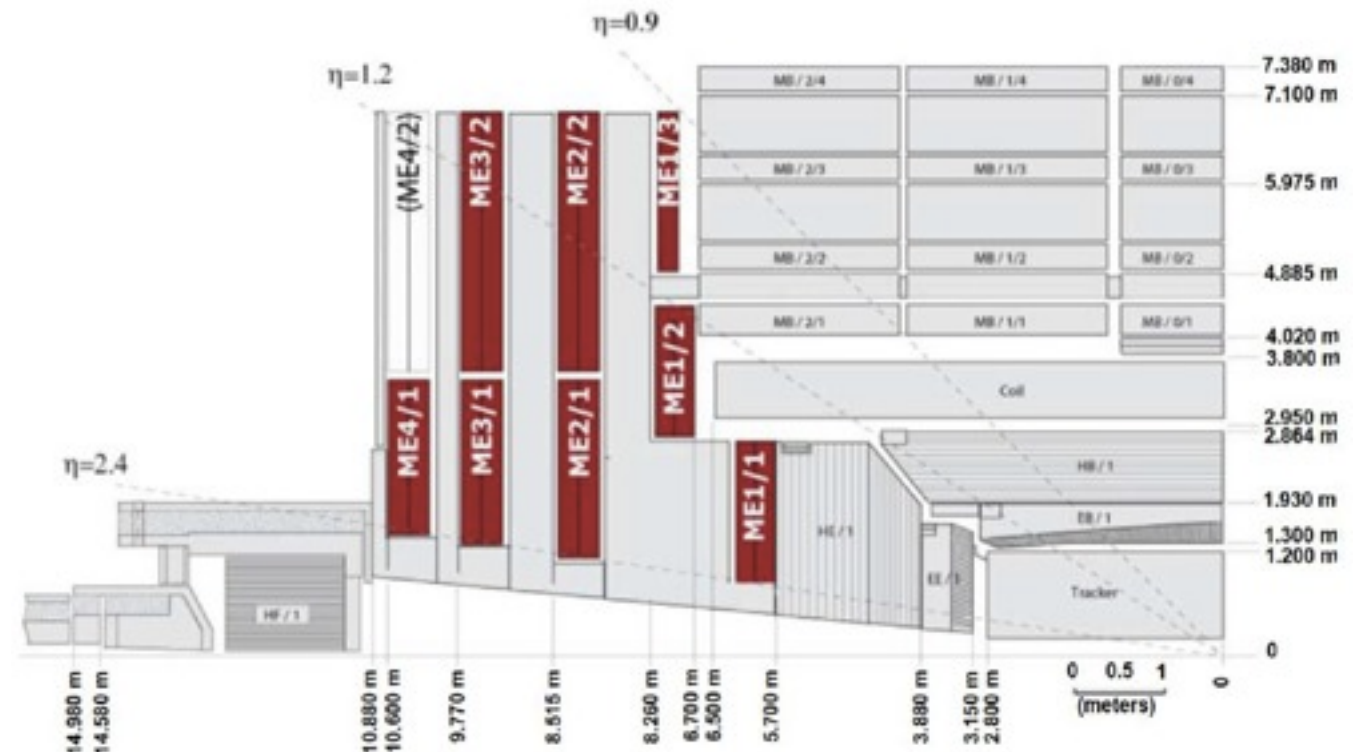 η=0.9
η=1.2
η=2.4
(ME4/2)
ME3/2
ME2/2
ME1/3
ME4/1
ME3/1
ME2/1
ME1/2
ME1/1
MB / 2/4
MB / 1/4
MB / 0/4
MB / 2/3
MB / 1/3
MB / 0/3
MB / 2/2
MB / 1/2
MB / 0/2
MB / 2/1
MB / 1/1
MB / 0/1
Coil
HB / 1
EB / 1
HE / 1
EE / 1
Tracker
HF / 1
7.380 m
7.100 m
5.975 m
4.885 m
4.020 m
3.800 m
2.950 m
2.864 m
1.930 m
1.300 m
1.200 m
0
0 0.5 1
(meters)
14.980 m
14.580 m
10.880 m
10.600 m
9.770 m
8.515 m
8.260 m
6.700 m
6.500 m
5.700 m
3.880 m
3.150 m
2.800 m
0